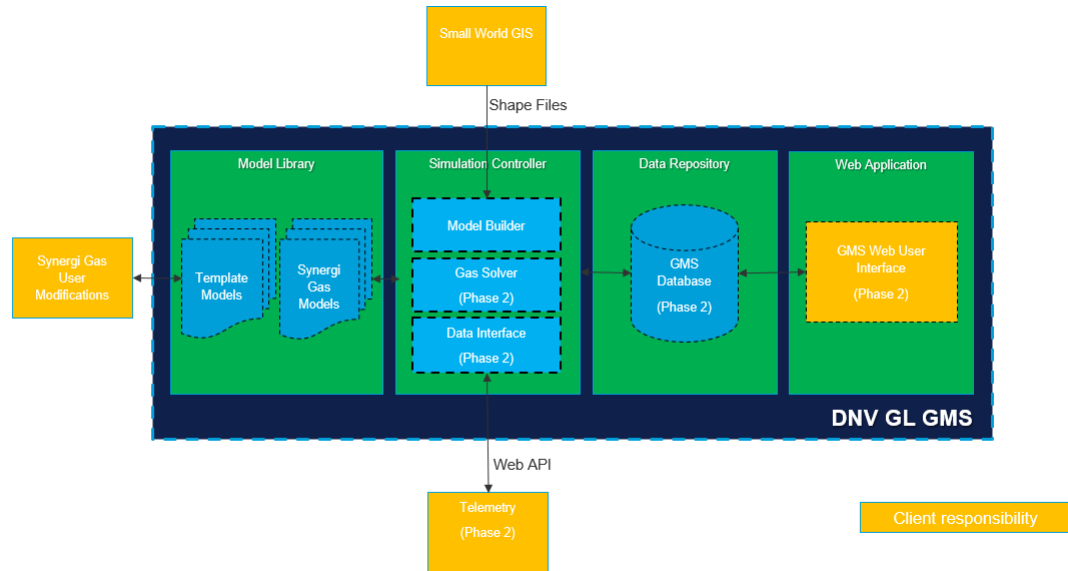 Small World GIS
Shape Files
Model Library
Simulation Controller
Data Repository
Web Application
Synergi Gas
User
Modifications
Template
Models
Synergi
Gas
Models
Model Builder
Gas Solver
(Phase 2)
Data Interface
(Phase 2)
GMS
Database
(Phase 2)
GMS Web User
Interface
(Phase 2)
DNV GL GMS
Web API
Telemetry
(Phase 2)
Client responsibility